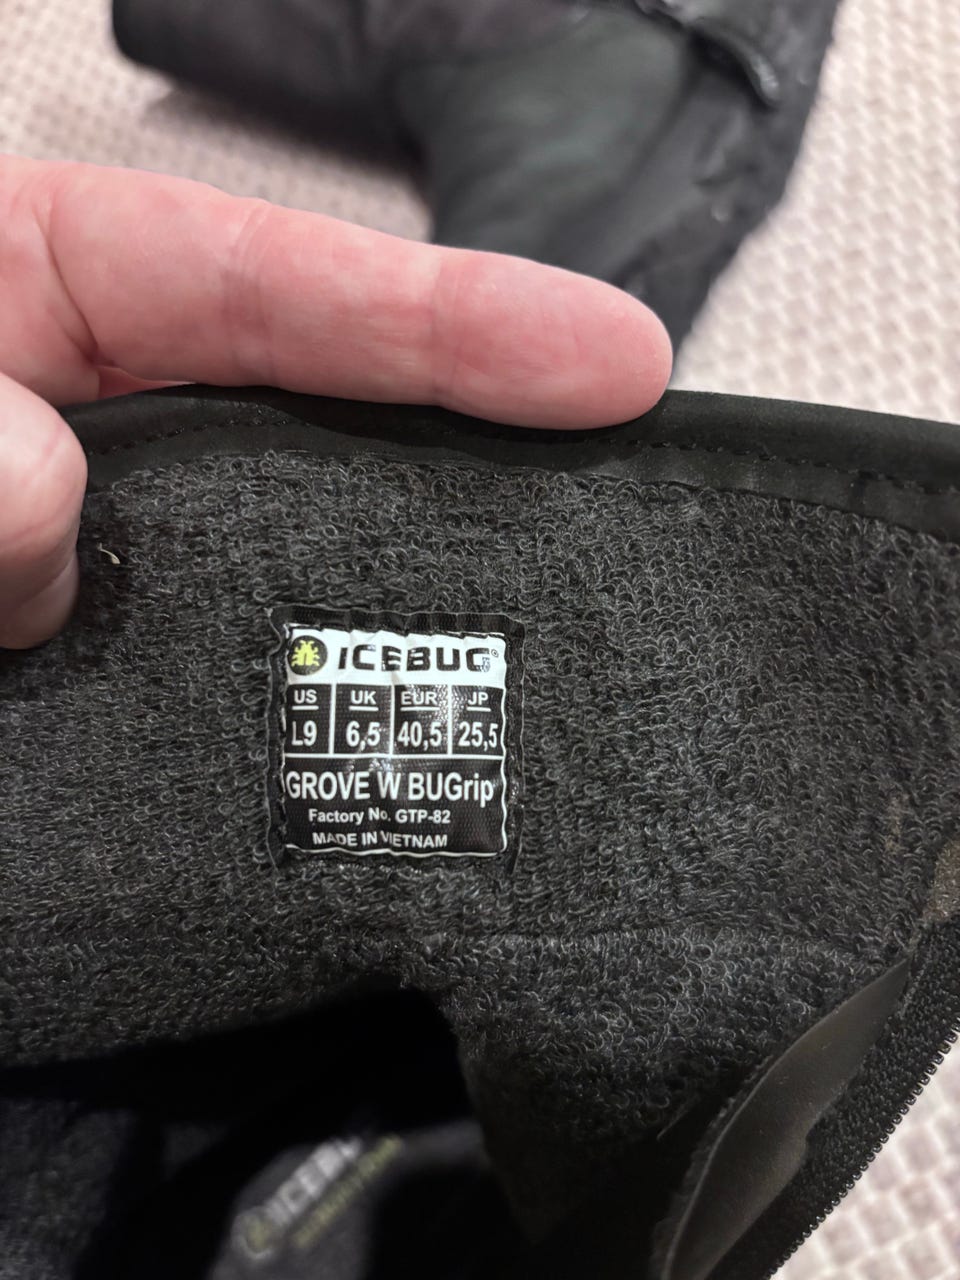 ICEBUG®
US UK EUR JP
L9 6,5 40,5 25,5
GROVE W BUGrip
Factory No. GTP-82
MADE IN VIETNAM